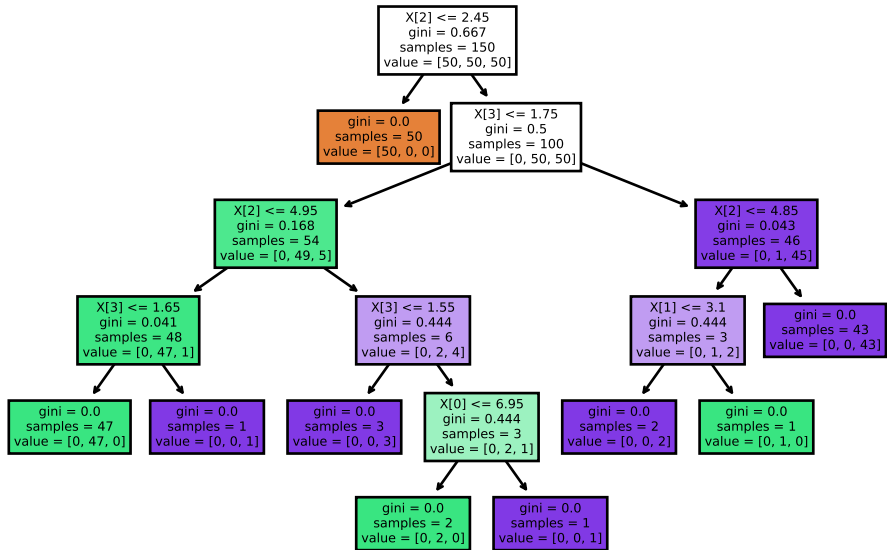 X[2] <= 2.45
gini = 0.667
samples = 150
value = [50, 50, 50]
gini = 0.0
samples = 50
value = [50, 0, 0]
X[3] <= 1.75
gini = 0.5
samples = 100
value = [0, 50, 50]
X[2] <= 4.95
gini = 0.168
samples = 54
value = [0, 49, 5]
X[2] <= 4.85
gini = 0.043
samples = 46
value = [0, 1, 45]
X[3] <= 1.65
gini = 0.041
samples = 48
value = [0, 47, 1]
X[3] <= 1.55
gini = 0.444
samples = 6
value = [0, 2, 4]
X[1] <= 3.1
gini = 0.444
samples = 3
value = [0, 1, 2]
gini = 0.0
samples = 43
value = [0, 0, 43]
gini = 0.0
samples = 47
value = [0, 47, 0]
gini = 0.0
samples = 1
value = [0, 0, 1]
gini = 0.0
samples = 3
value = [0, 0, 3]
X[0] <= 6.95
gini = 0.444
samples = 3
value = [0, 2, 1]
gini = 0.0
samples = 2
value = [0, 0, 2]
gini = 0.0
samples = 1
value = [0, 1, 0]
gini = 0.0
samples = 2
value = [0, 2, 0]
gini = 0.0
samples = 1
value = [0, 0, 1]